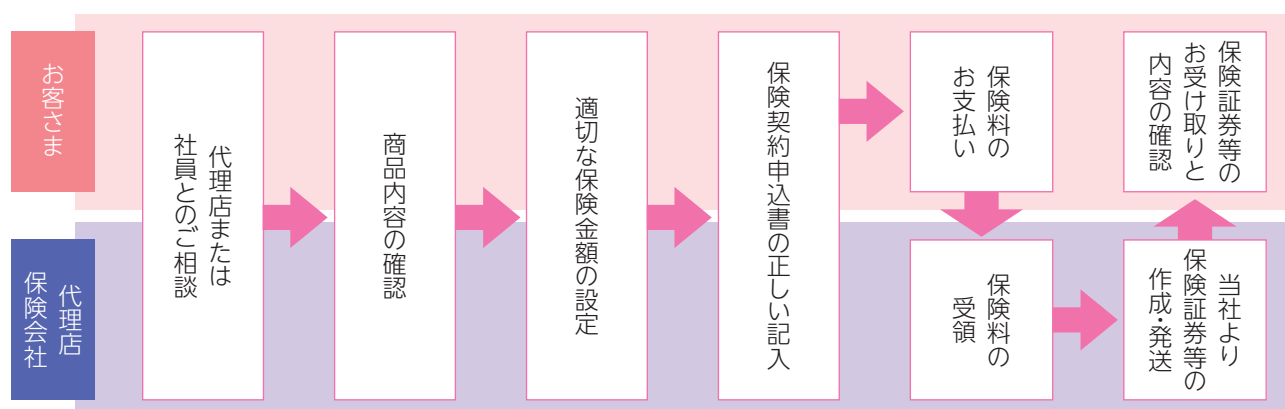 お客さま
代理店
保険会社
代理店または
社員とのご相談
商品内容の確認
適切な保険金額の設定
保険契約申込書の正しい記入
保険料の
お支払い
保険料の
受領
当社より
保険証券等の
作成・発送
保険証券等の
お受け取りと
内容の確認